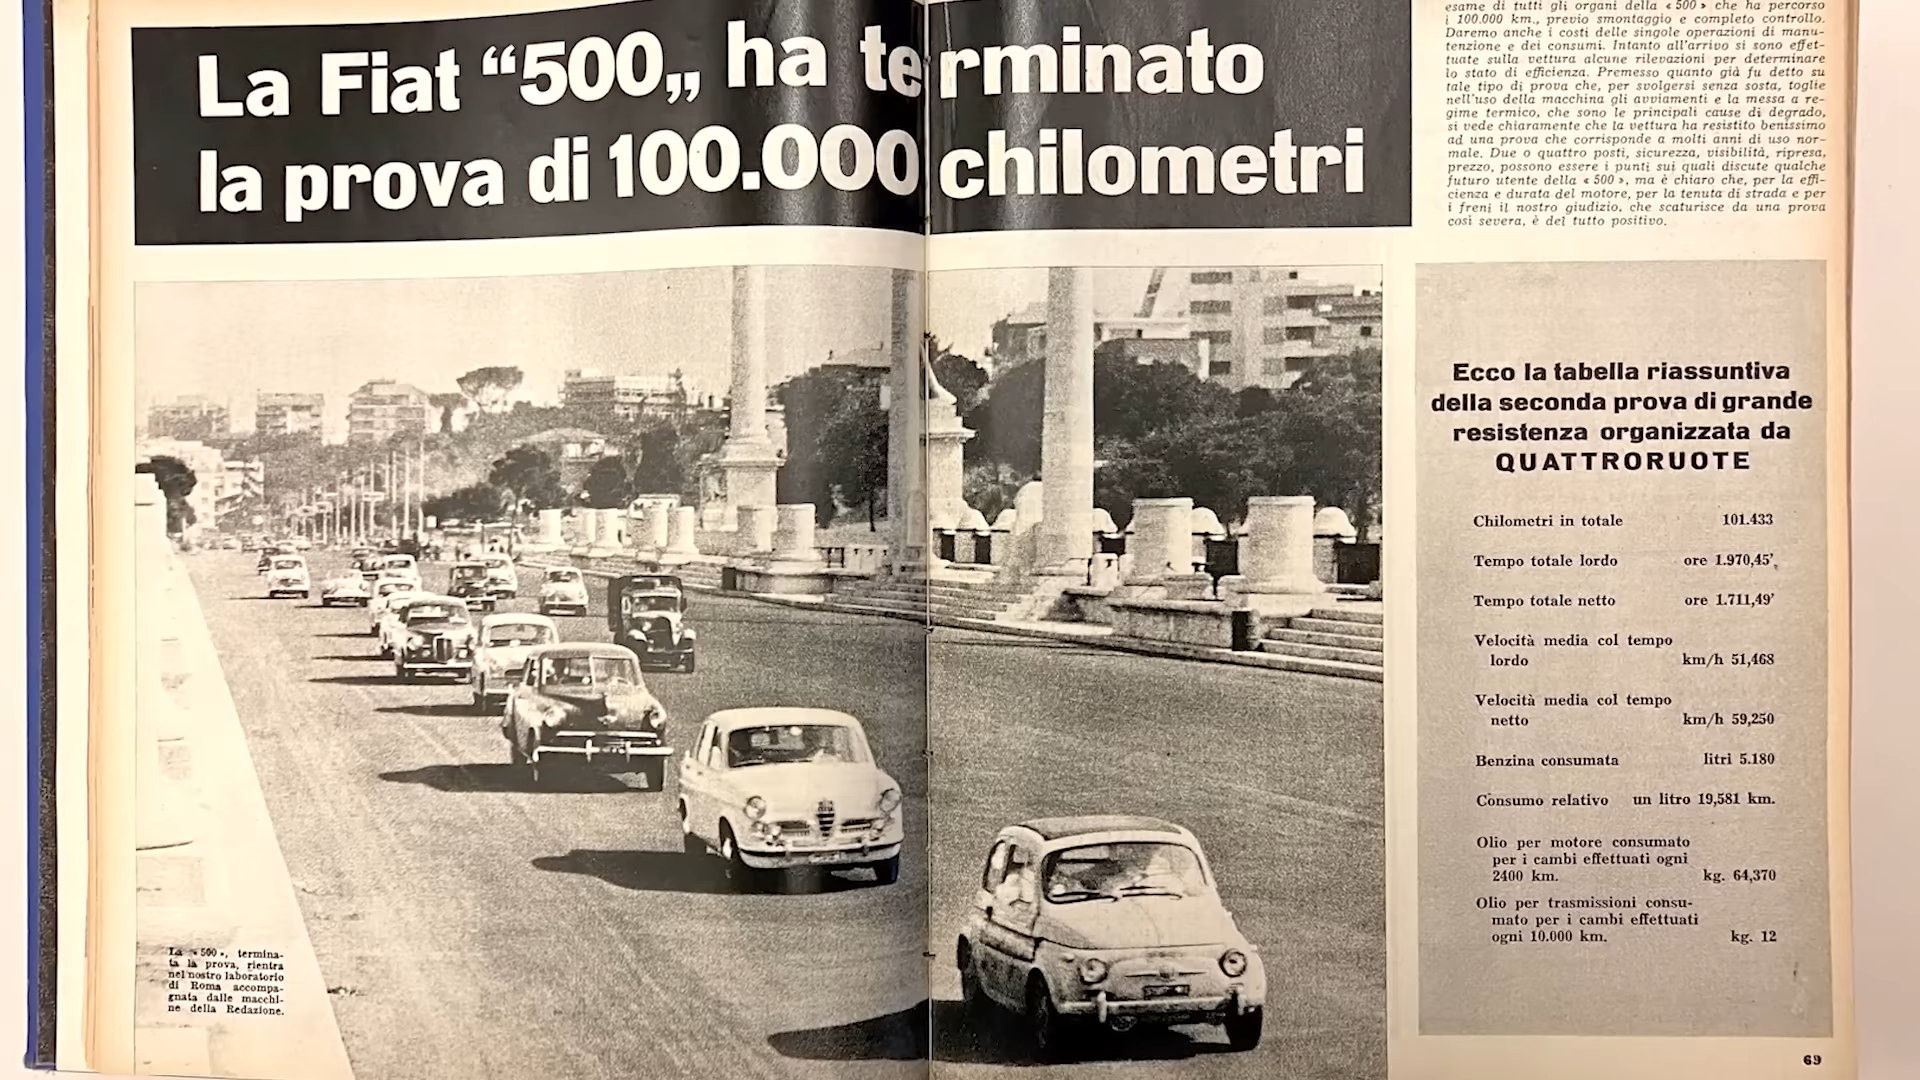 La Fiat “500„ ha terminato
la prova di 100.000 chilometri
esame di tutti gli organi della « 500 » che ha percorso
i 100.000 km., previo smontaggio e completo controllo.
Daremo anche i costi delle singole operazioni di manu-
tenzione e dei consumi. Intanto all'arrivo si sono effet-
tuate sulla vettura alcune rilevazioni per determinare
lo stato di efficienza. Premesso quanto già fu detto su
tale tipo di prova che, per svolgersi senza sosta, toglie
nell'uso della macchina gli avviamenti e la messa a re-
gime termico, che sono le principali cause di degrado,
si vede chiaramente che la vettura ha resistito benissimo
ad una prova che corrisponde a molti anni di uso nor-
male. Due o quattro posti, sicurezza, visibilità, ripresa,
prezzo, possono essere i punti sui quali discute qualche
futuro utente della « 500 », ma è chiaro che, per la effi-
cienza e durata del motore, per la tenuta di strada e per
i freni il nostro giudizio, che scaturisce da una prova
così severa, è del tutto positivo.
Ecco la tabella riassuntiva
della seconda prova di grande
resistenza organizzata da
QUATTRORUOTE
Chilometri in totale 101.433
Tempo totale lordo ore 1.970,45'
Tempo totale netto ore 1.711,49'
Velocità media col tempo
lordo km/h 51,468
Velocità media col tempo
netto km/h 59,250
Benzina consumata litri 5.180
Consumo relativo un litro 19,581 km.
Olio per motore consumato
per i cambi effettuati ogni
2400 km. kg. 64,370
Olio per trasmissioni consu-
mato per i cambi effettuati
ogni 10.000 km. kg. 12
La « 500 », termina-
ta la prova, rientra
nel nostro laboratorio
di Roma accompa-
gnata dalle macchi-
ne della Redazione.
69